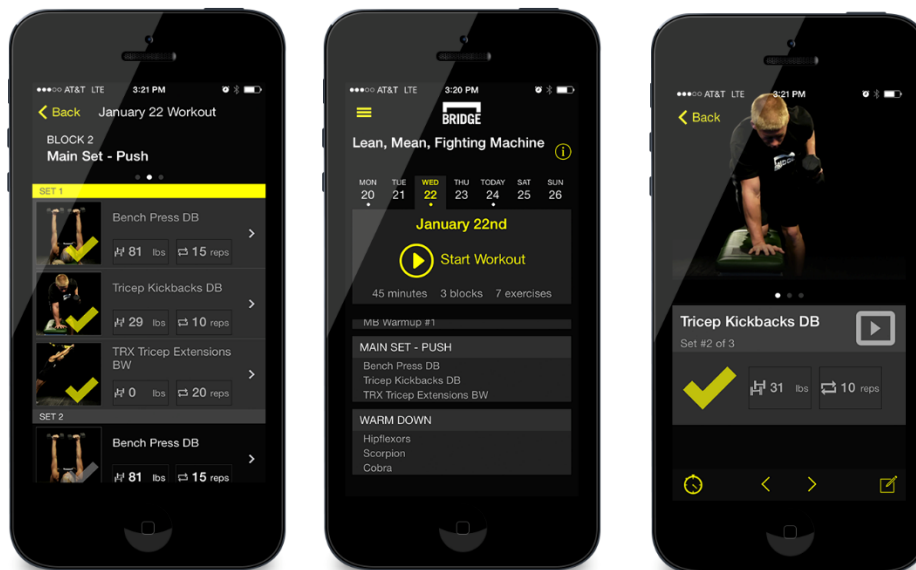 AT&T LTE 3:21 PM
Back January 22 Workout
BLOCK 2
Main Set - Push
SET 1
Bench Press DB
81 lbs 15 reps
Tricep Kickbacks DB
29 lbs 10 reps
TRX Tricep Extensions
BW
0 lbs 20 reps
SET 2
Bench Press DB
81 lbs 15 reps
AT&T LTE 3:20 PM
BRIDGE
Lean, Mean, Fighting Machine
MON TUE WED THU TODAY SAT SUN
20 21 22 23 24 25 26
January 22nd
Start Workout
45 minutes 3 blocks 7 exercises
MB Warmup #1
MAIN SET - PUSH
Bench Press DB
Tricep Kickbacks DB
TRX Tricep Extensions BW
WARM DOWN
Hipflexors
Scorpion
Cobra
AT&T LTE 3:21 PM
Back
Tricep Kickbacks DB
Set #2 of 3
31 lbs 10 reps